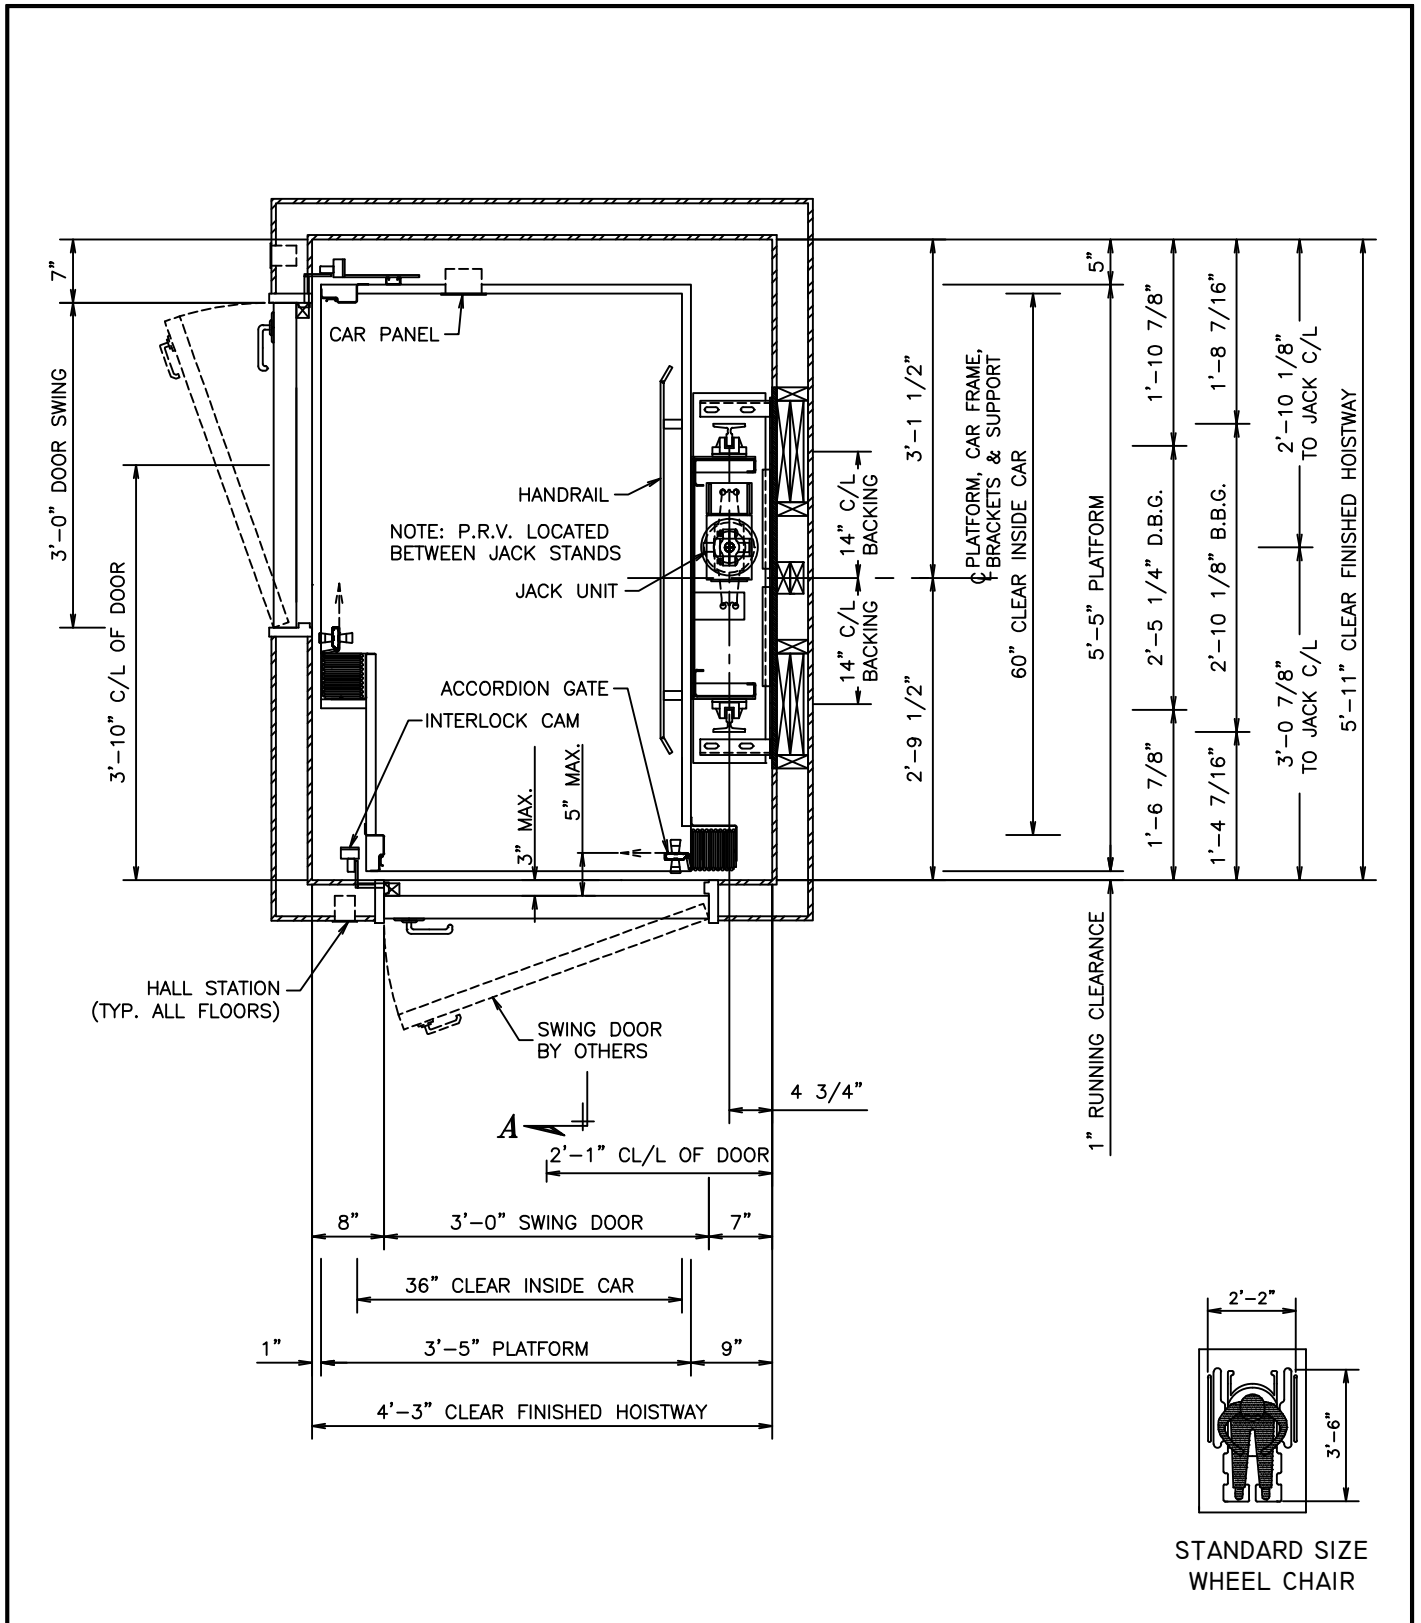 7"
3'-0" DOOR SWING
3'-10" C/L OF DOOR
CAR PANEL
HANDRAIL
NOTE: P.R.V. LOCATED
BETWEEN JACK STANDS
JACK UNIT
ACCORDION GATE
INTERLOCK CAM
3" MAX.
5" MAX.
14" C/L
BACKING
14" C/L
BACKING
3'-1 1/2"
2'-9 1/2"
℄ PLATFORM, CAR FRAME,
BRACKETS & SUPPORT
60" CLEAR INSIDE CAR
5"
5'-5" PLATFORM
1" RUNNING CLEARANCE
1'-10 7/8"
2'-5 1/4" D.B.G.
1'-6 7/8"
1'-8 7/16"
2'-10 1/8" B.B.G.
1'-4 7/16"
2'-10 1/8"
TO JACK C/L
3'-0 7/8"
TO JACK C/L
5'-11" CLEAR FINISHED HOISTWAY
HALL STATION
(TYP. ALL FLOORS)
SWING DOOR
BY OTHERS
4 3/4"
A
2'-1" CL/L OF DOOR
8" 3'-0" SWING DOOR 7"
36" CLEAR INSIDE CAR
1" 3'-5" PLATFORM 9"
4'-3" CLEAR FINISHED HOISTWAY
2'-2"
3'-6"
STANDARD SIZE
WHEEL CHAIR